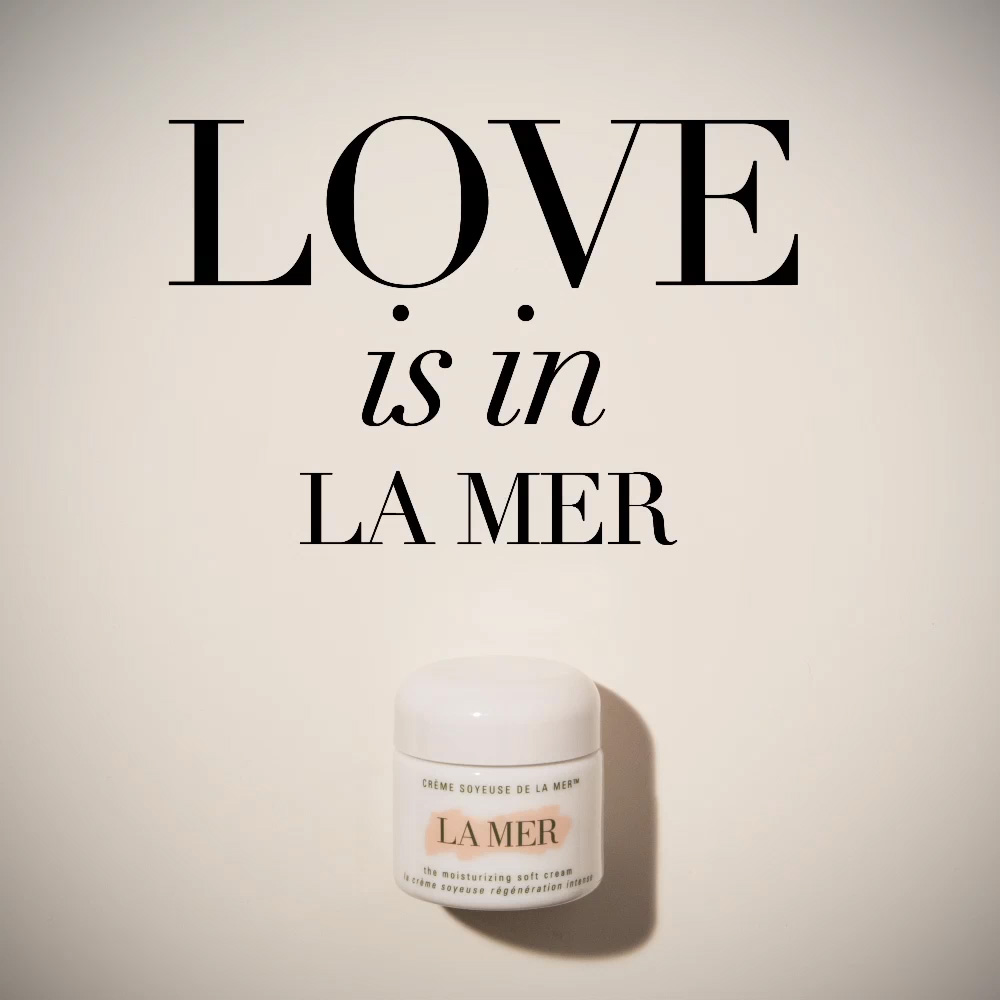 LOVE
is in
LA MER
CRÈME SOYEUSE DE LA MER™
LA MER
the moisturizing soft cream
la crème soyeuse régénération intense